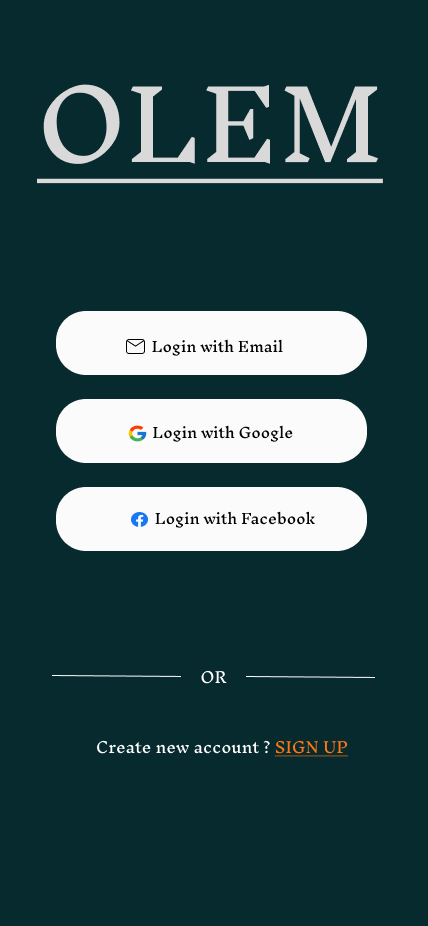 OLEM
Login with Email
Login with Google
Login with Facebook
OR
Create new account ? SIGN UP